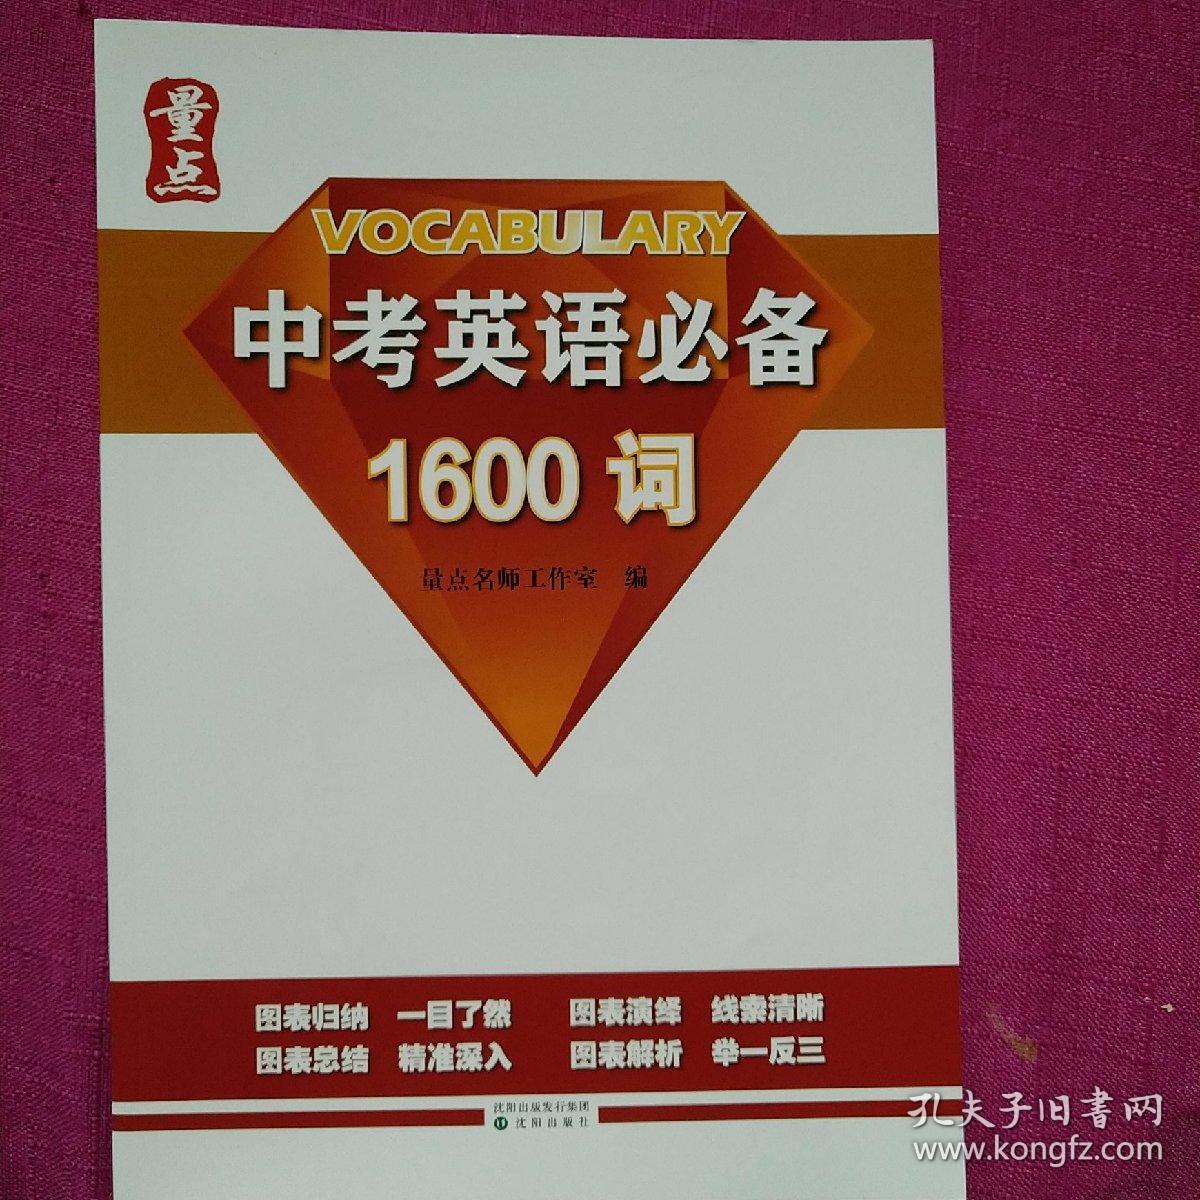 量点
VOCABULARY
中考英语必备
1600 词
量点名师工作室 编
图表归纳 一目了然 图表演绎 线索清晰
图表总结 精准深入 图表解析 举一反三
沈阳出版发行集团
沈阳出版社
孔夫子旧書网
www.kongfz.com